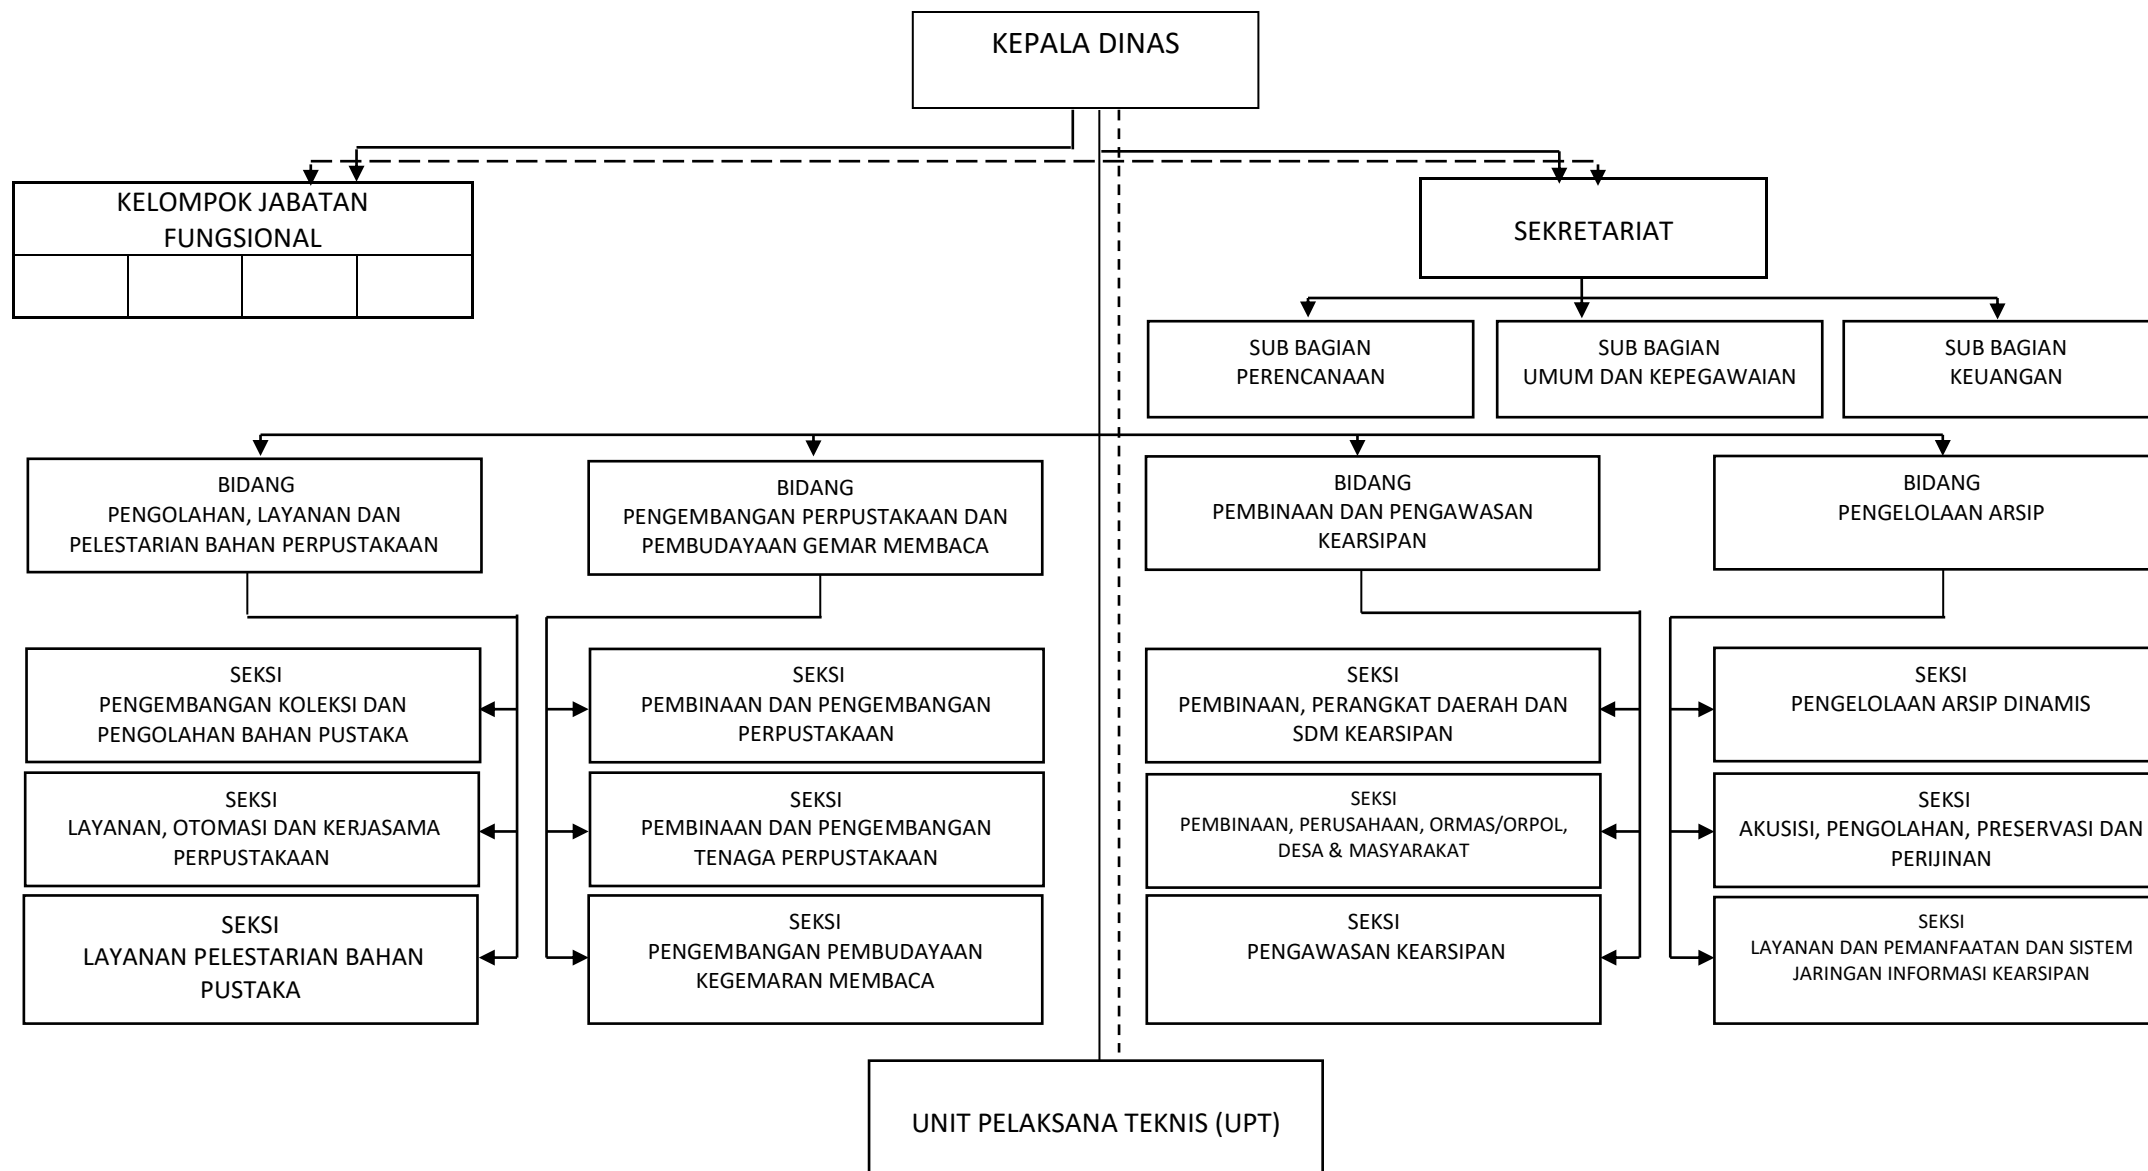 KEPALA DINAS
KELOMPOK JABATAN
FUNGSIONAL
SEKRETARIAT
SUB BAGIAN
PERENCANAAN
SUB BAGIAN
UMUM DAN KEPEGAWAIAN
SUB BAGIAN
KEUANGAN
BIDANG
PENGOLAHAN, LAYANAN DAN
PELESTARIAN BAHAN PERPUSTAKAAN
BIDANG
PENGEMBANGAN PERPUSTAKAAN DAN
PEMBUDAYAAN GEMAR MEMBACA
BIDANG
PEMBINAAN DAN PENGAWASAN
KEARSIPAN
BIDANG
PENGELOLAAN ARSIP
SEKSI
PENGEMBANGAN KOLEKSI DAN
PENGOLAHAN BAHAN PUSTAKA
SEKSI
PEMBINAAN DAN PENGEMBANGAN
PERPUSTAKAAN
SEKSI
PEMBINAAN, PERANGKAT DAERAH DAN
SDM KEARSIPAN
SEKSI
PENGELOLAAN ARSIP DINAMIS
SEKSI
LAYANAN, OTOMASI DAN KERJASAMA
PERPUSTAKAAN
SEKSI
PEMBINAAN DAN PENGEMBANGAN
TENAGA PERPUSTAKAAN
SEKSI
PEMBINAAN, PERUSAHAAN, ORMAS/ORPOL,
DESA & MASYARAKAT
SEKSI
AKUSISI, PENGOLAHAN, PRESERVASI DAN
PERIJINAN
SEKSI
LAYANAN PELESTARIAN BAHAN
PUSTAKA
SEKSI
PENGEMBANGAN PEMBUDAYAAN
KEGEMARAN MEMBACA
SEKSI
PENGAWASAN KEARSIPAN
SEKSI
LAYANAN DAN PEMANFAATAN DAN SISTEM
JARINGAN INFORMASI KEARSIPAN
UNIT PELAKSANA TEKNIS (UPT)